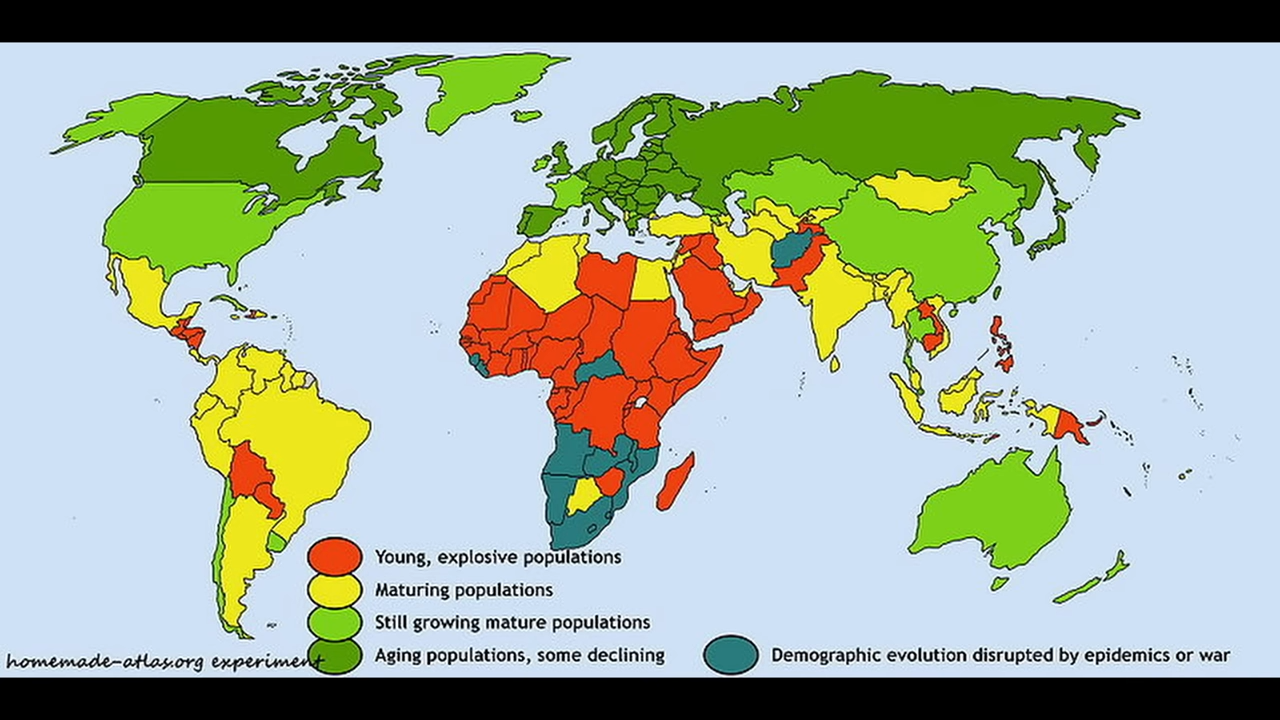 Young, explosive populations
Maturing populations
Still growing mature populations
Aging populations, some declining
homemade-atlas.org experiment
Demographic evolution disrupted by epidemics or war